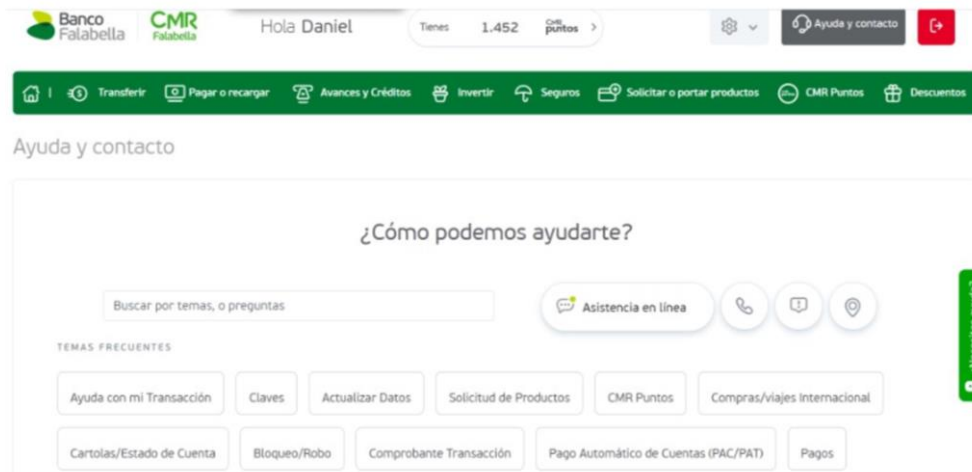 Banco Falabella
CMR Falabella
Hola Daniel
Tienes 1.452 CMR puntos >
Ayuda y contacto
Transferir
Pagar o recargar
Avances y Créditos
Invertir
Seguros
Solicitar o portar productos
CMR Puntos
Descuentos
Ayuda y contacto
¿Cómo podemos ayudarte?
Buscar por temas, o preguntas
Asistencia en línea
TEMAS FRECUENTES
Ayuda con mi Transacción
Claves
Actualizar Datos
Solicitud de Productos
CMR Puntos
Compras/viajes Internacional
Cartolas/Estado de Cuenta
Bloqueo/Robo
Comprobante Transacción
Pago Automático de Cuentas (PAC/PAT)
Pagos